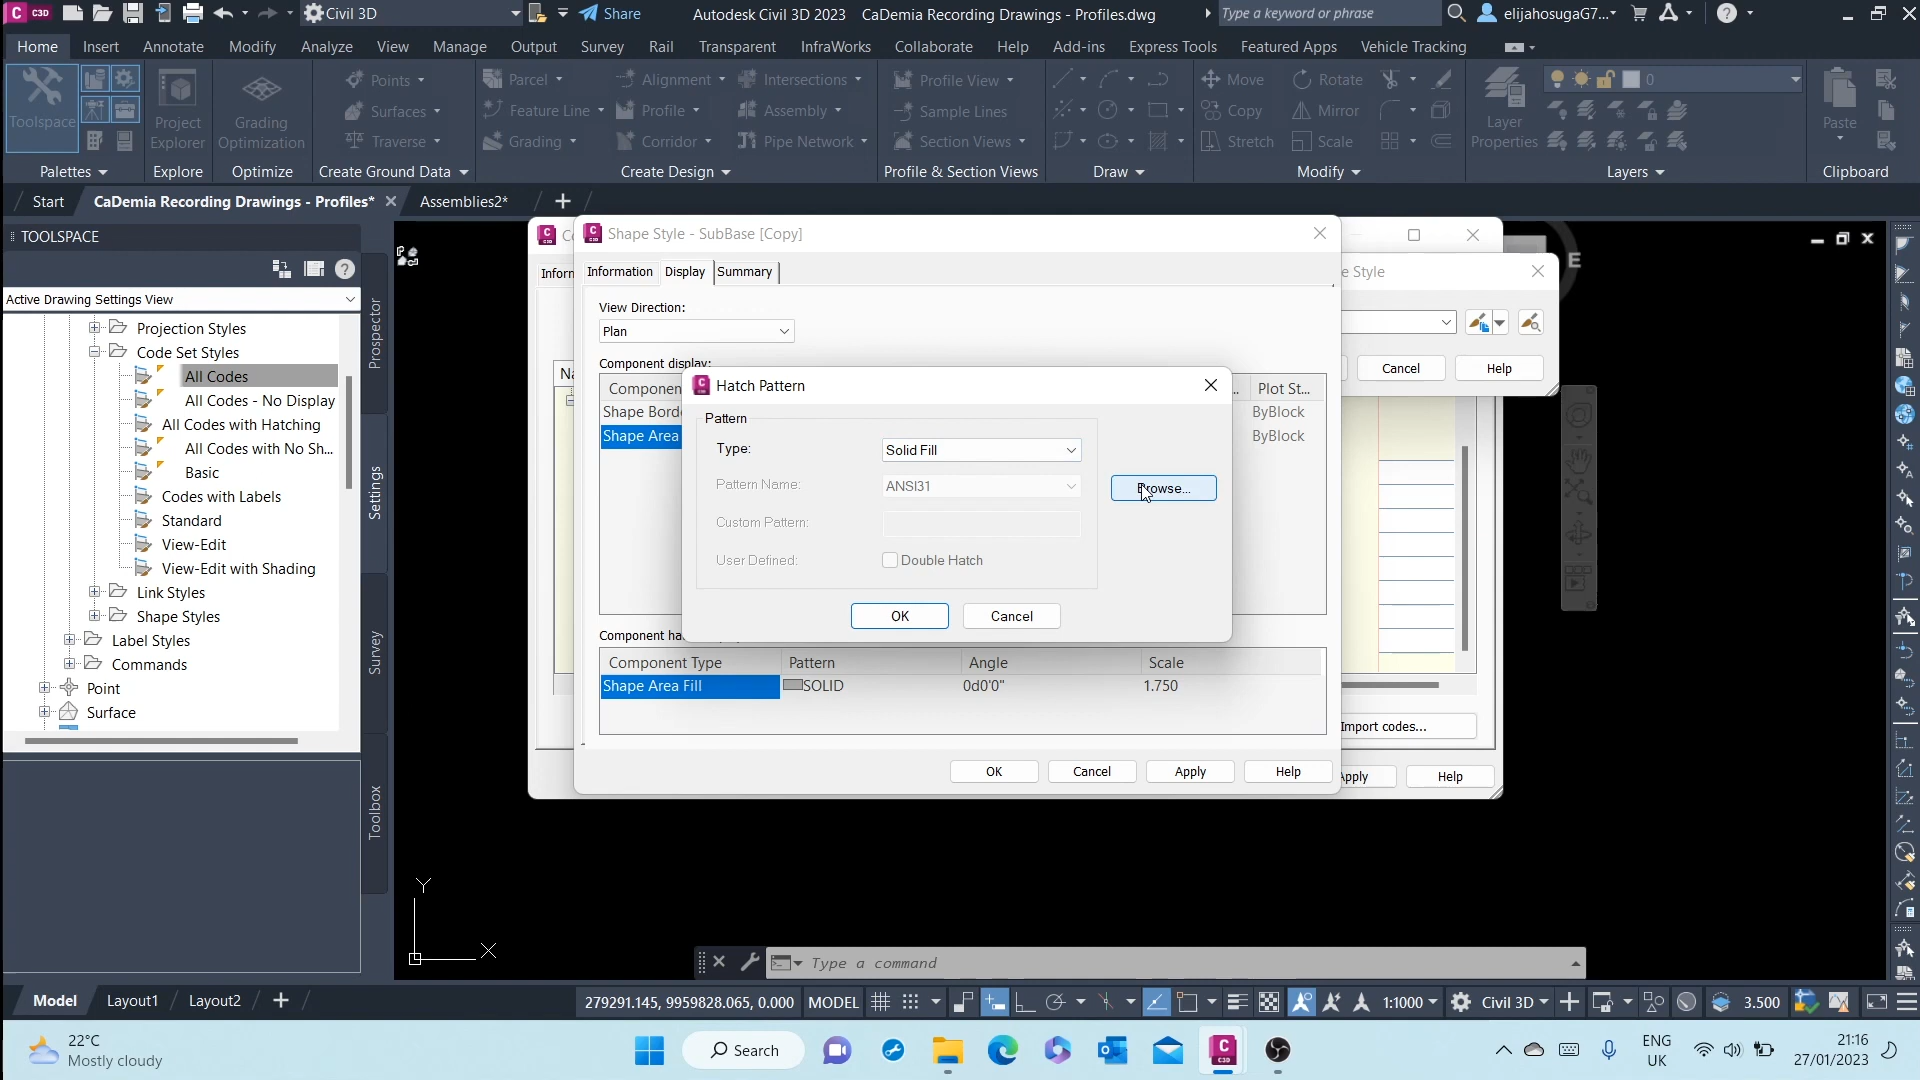 C3D Civil 3D Share Autodesk Civil 3D 2023 CaDemia Recording Drawings - Profiles.dwg Type a keyword or phrase elijahosugaG7...
Home Insert Annotate Modify Analyze View Manage Output Survey Rail Transparent InfraWorks Collaborate Help Add-ins Express Tools Featured Apps Vehicle Tracking
Points Parcel Alignment Intersections Profile View Move Rotate 0
Toolspace Project Explorer Grading Optimization Surfaces Feature Line Profile Assembly Sample Lines Copy Mirror Layer Properties Paste
Traverse Grading Corridor Pipe Network Section Views Stretch Scale
Palettes Explore Optimize Create Ground Data Create Design Profile & Section Views Draw Modify Layers Clipboard
Start CaDemia Recording Drawings - Profiles* Assemblies2*
TOOLSPACE
Active Drawing Settings View
Projection Styles
Code Set Styles
All Codes
All Codes - No Display
All Codes with Hatching
All Codes with No Sh...
Basic
Codes with Labels
Standard
View-Edit
View-Edit with Shading
Link Styles
Shape Styles
Label Styles
Commands
Point
Surface
Prospector
Settings
Survey
Toolbox
Shape Style - SubBase [Copy]
Information Display Summary
View Direction:
Plan
Component display:
Plot St...
ByBlock
Shape Area ByBlock
Hatch Pattern
Pattern
Type: Solid Fill
Pattern Name: ANSI31
Browse...
Custom Pattern:
User Defined: Double Hatch
OK Cancel
Component Type Pattern Angle Scale
Shape Area Fill SOLID 0d0'0" 1.750
OK Cancel Apply Help
e Style
Cancel Help
Import codes...
Help
E
Y
X
Type a command
Model Layout1 Layout2 279291.145, 9959828.065, 0.000 MODEL 1:1000 Civil 3D 3.500
22°C
Mostly cloudy
Search
ENG
UK
21:16
27/01/2023